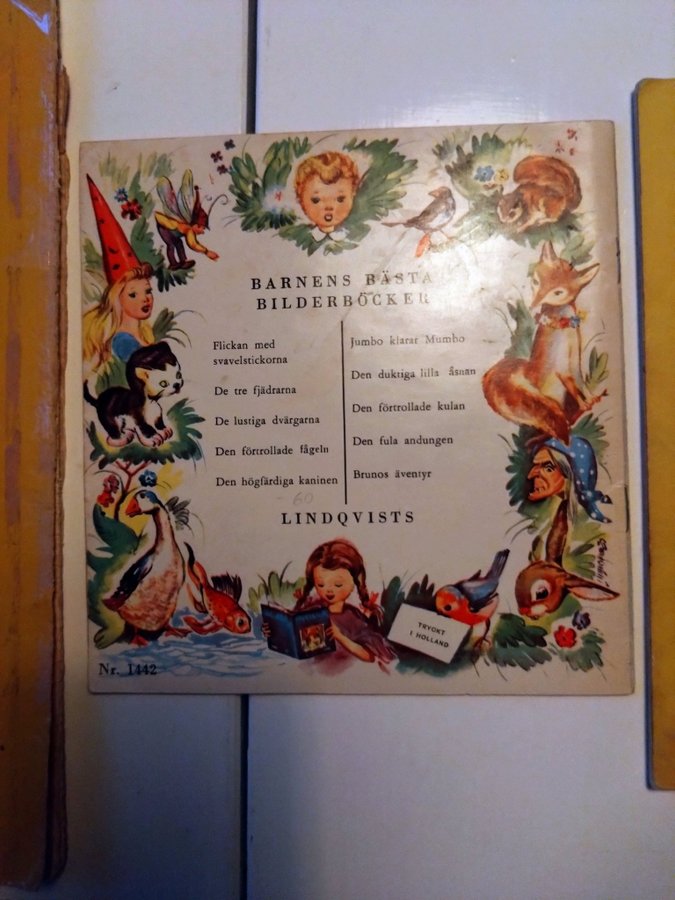 BARNENS BÄSTA
BILDERBÖCKER
Flickan med
svavelstickorna
De tre fjädrarna
De lustiga dvärgarna
Den förtrollade fågeln
Den högfärdiga kaninen
Jumbo klarar Mumbo
Den duktiga lilla åsnan
Den förtrollade kulan
Den fula andungen
Brunos äventyr
60
LINDQVISTS
TRYCKT
I HOLLAND
Nr. 1442